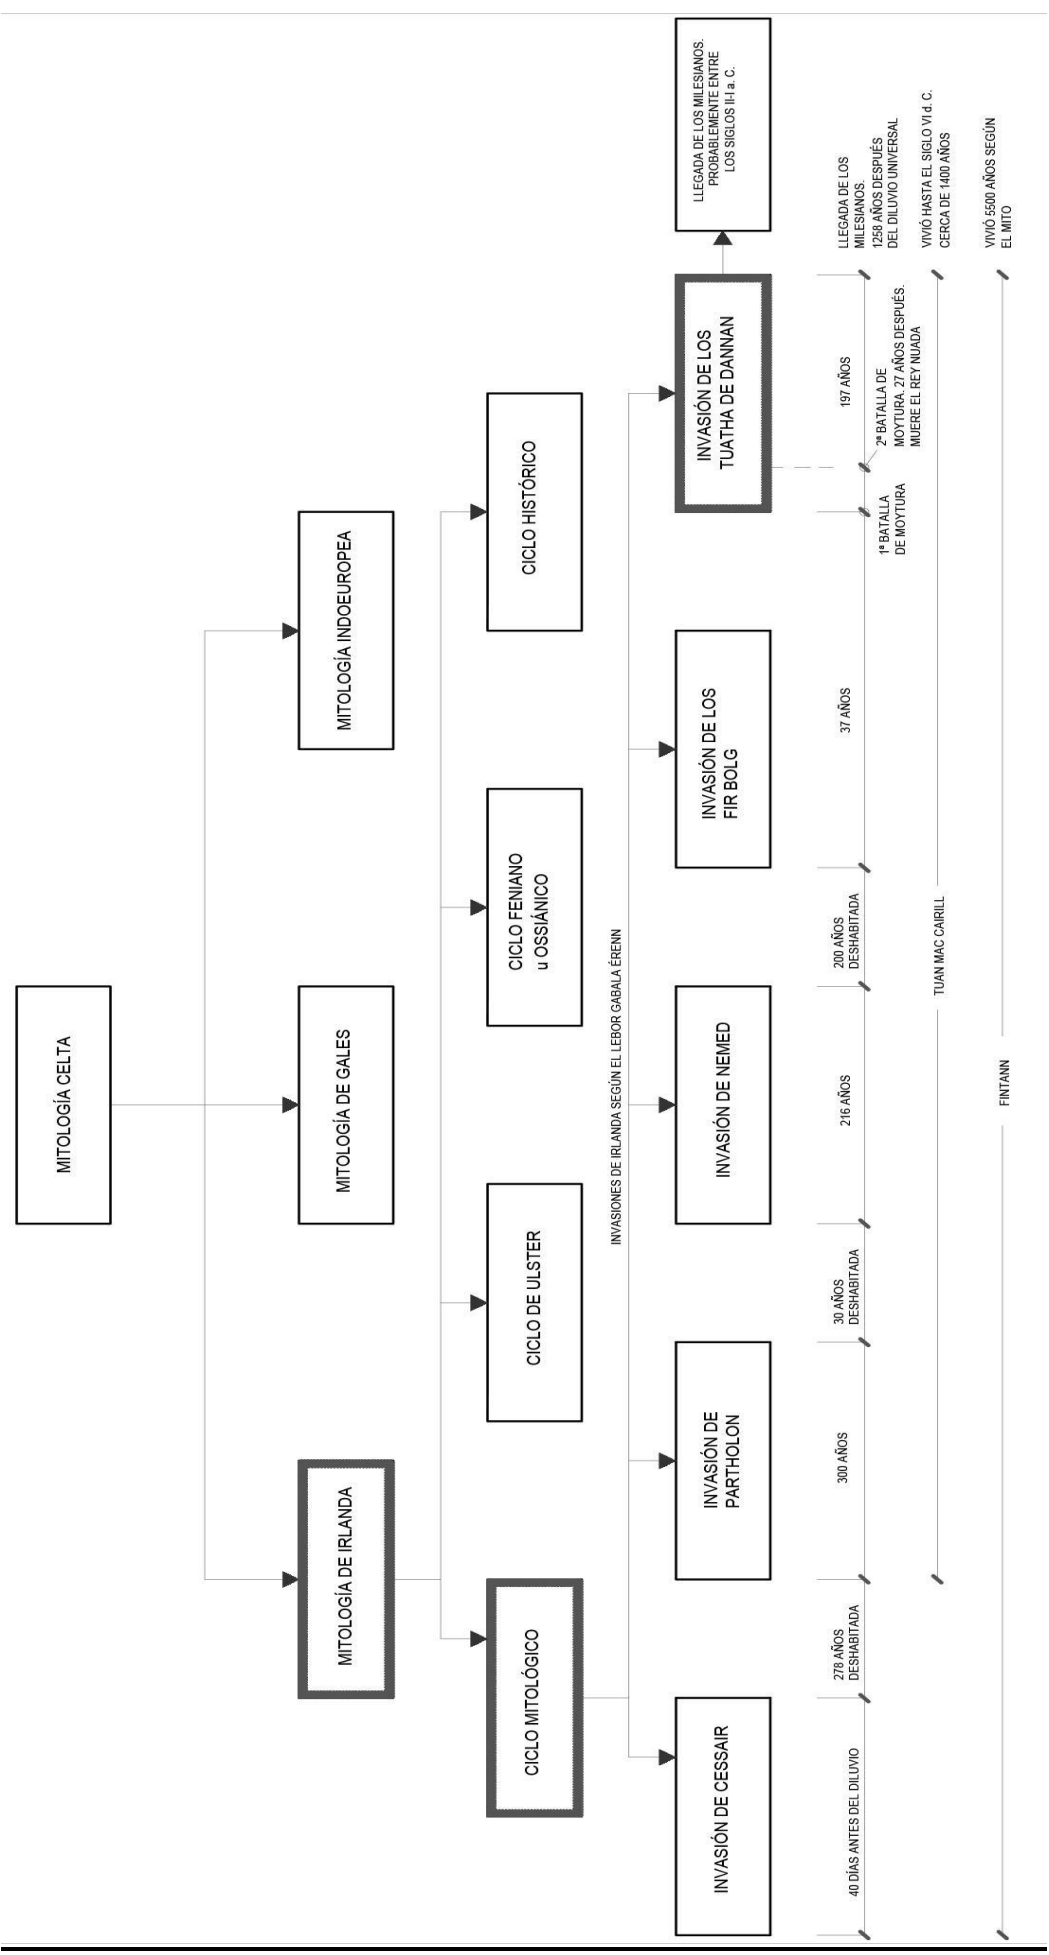 MITOLOGÍA CELTA
MITOLOGÍA DE IRLANDA
MITOLOGÍA DE GALES
MITOLOGÍA INDOEUROPEA
CICLO MITOLÓGICO
CICLO DE ULSTER
CICLO FENIANO
u OSSIÁNICO
CICLO HISTÓRICO
INVASIONES DE IRLANDA SEGÚN EL LEBOR GABALA ÉRENN
INVASIÓN DE CESSAIR
INVASIÓN DE
PARTHOLON
INVASIÓN DE NEMED
INVASIÓN DE LOS
FIR BOLG
INVASIÓN DE LOS
TUATHA DE DANNAN
LLEGADA DE LOS MILESIANOS.
PROBABLEMENTE ENTRE
LOS SIGLOS II-I a. C.
40 DÍAS ANTES DEL DILUVIO
278 AÑOS
DESHABITADA
300 AÑOS
30 AÑOS
DESHABITADA
216 AÑOS
200 AÑOS
DESHABITADA
37 AÑOS
1ª BATALLA
DE MOYTURA
197 AÑOS
2ª BATALLA DE
MOYTURA. 27 AÑOS DESPUÉS.
MUERE EL REY NUADA
LLEGADA DE LOS
MILESIANOS.
1258 AÑOS DESPUÉS
DEL DILUVIO UNIVERSAL
TUAN MAC CAIRILL
VIVIÓ HASTA EL SIGLO VI d. C.
CERCA DE 1400 AÑOS
FINTANN
VIVIÓ 5500 AÑOS SEGÚN
EL MITO